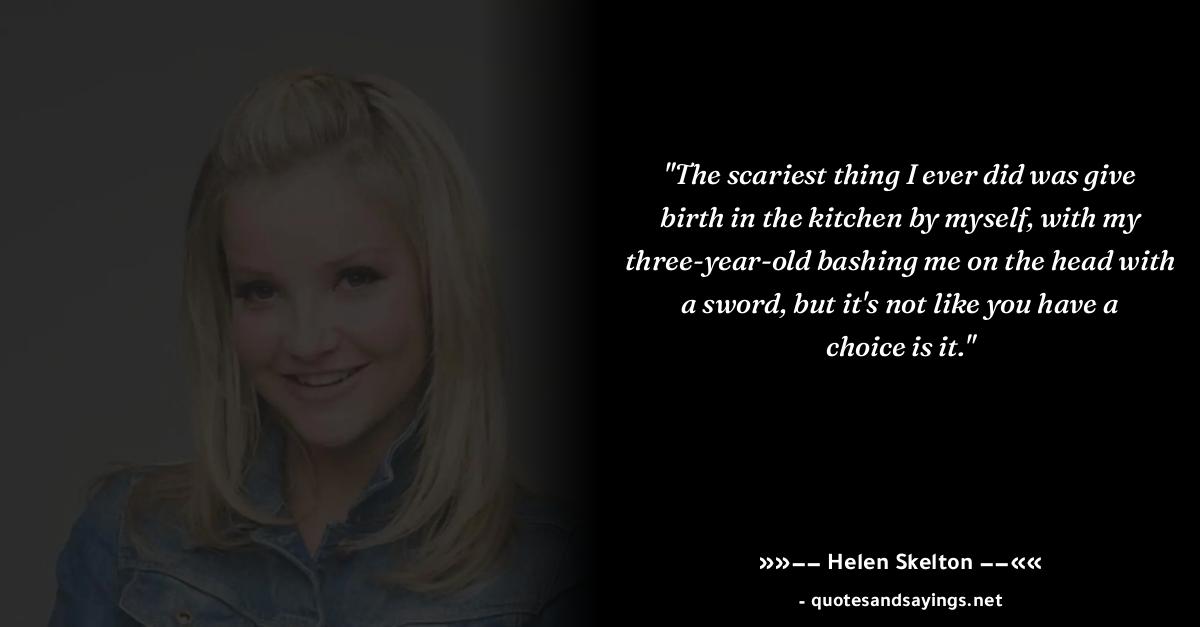 "The scariest thing I ever did was give
birth in the kitchen by myself, with my
three-year-old bashing me on the head with
a sword, but it's not like you have a
choice is it."
»»−− Helen Skelton −−««
- quotesandsayings.net